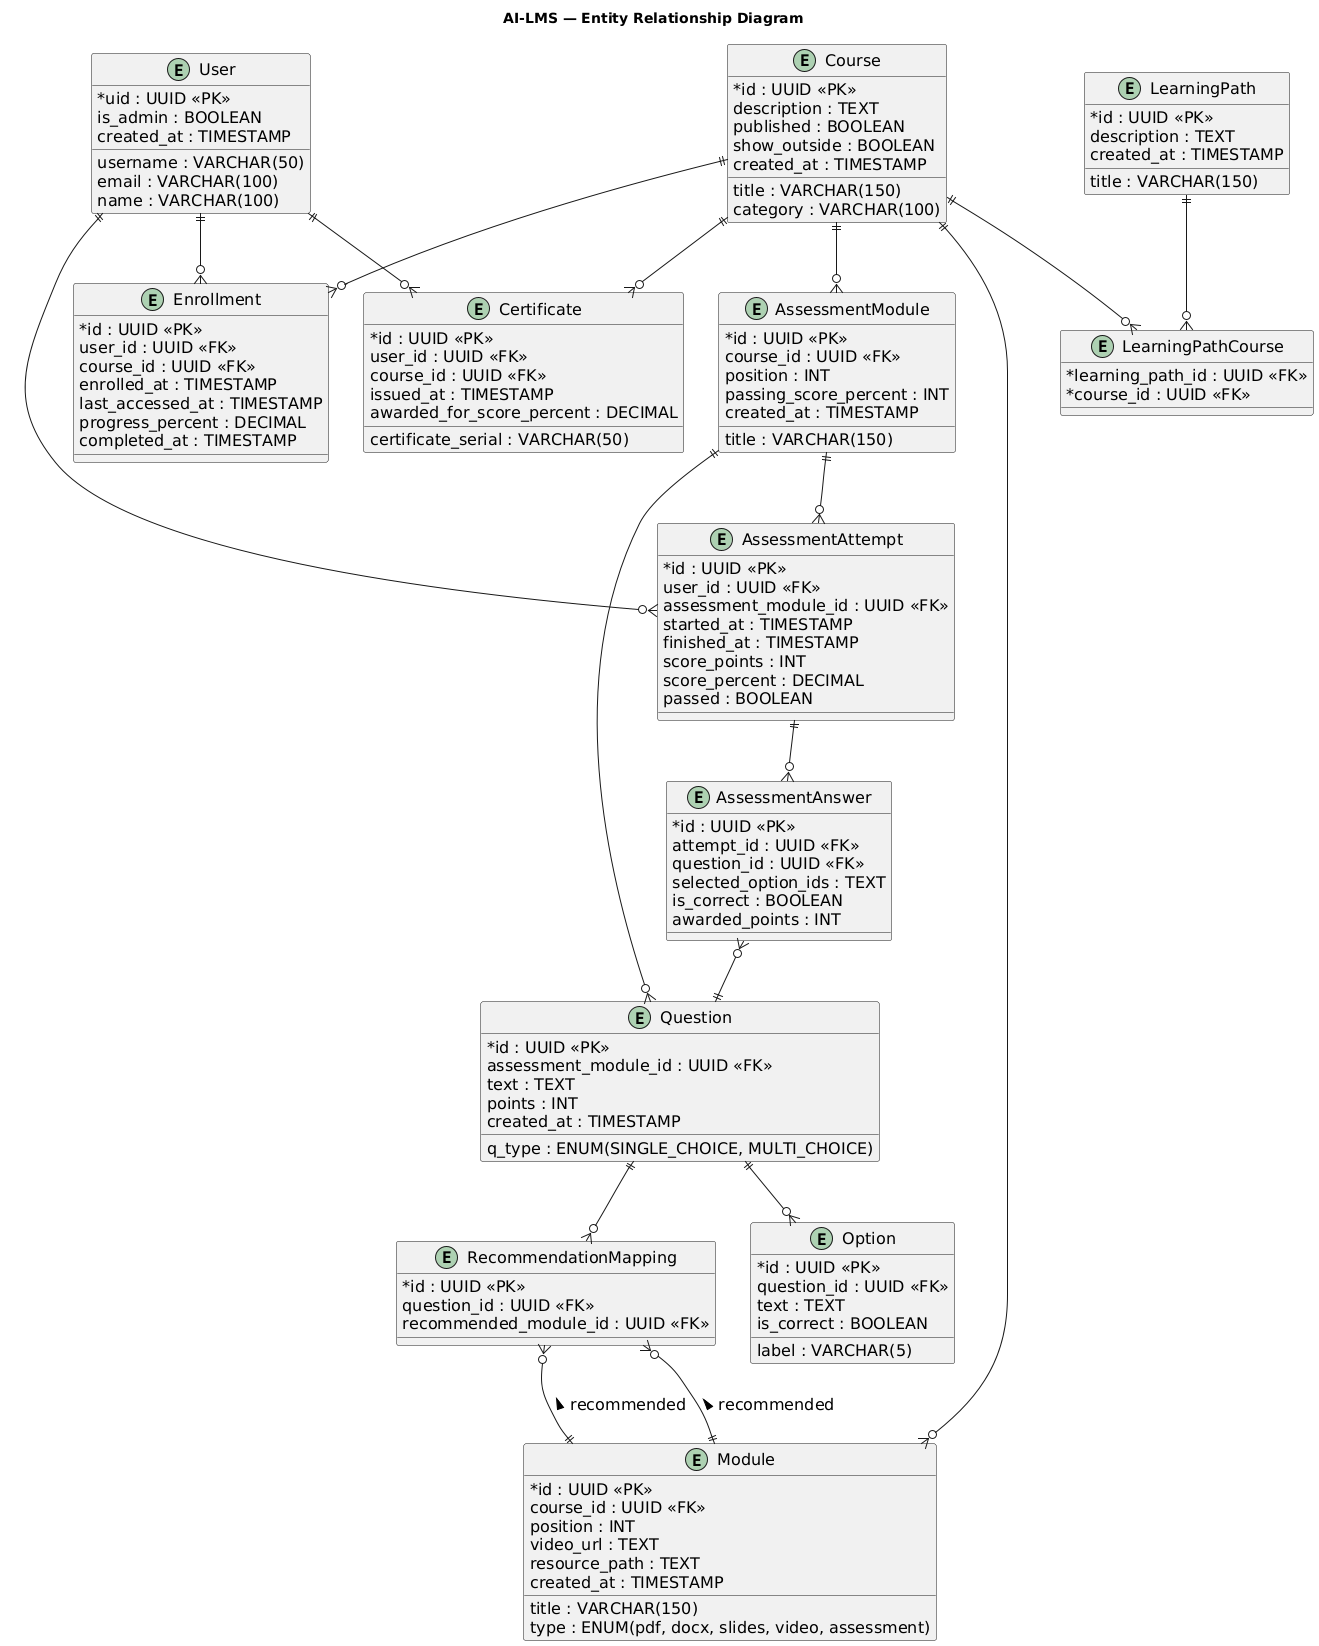 AI-LMS — Entity Relationship Diagram
E User
*uid : UUID «PK»
is_admin : BOOLEAN
created_at : TIMESTAMP
username : VARCHAR(50)
email : VARCHAR(100)
name : VARCHAR(100)
E Course
*id : UUID «PK»
description : TEXT
published : BOOLEAN
show_outside : BOOLEAN
created_at : TIMESTAMP
title : VARCHAR(150)
category : VARCHAR(100)
E LearningPath
*id : UUID «PK»
description : TEXT
created_at : TIMESTAMP
title : VARCHAR(150)
E Enrollment
*id : UUID «PK»
user_id : UUID «FK»
course_id : UUID «FK»
enrolled_at : TIMESTAMP
last_accessed_at : TIMESTAMP
progress_percent : DECIMAL
completed_at : TIMESTAMP
E Certificate
*id : UUID «PK»
user_id : UUID «FK»
course_id : UUID «FK»
issued_at : TIMESTAMP
awarded_for_score_percent : DECIMAL
certificate_serial : VARCHAR(50)
E AssessmentModule
*id : UUID «PK»
course_id : UUID «FK»
position : INT
passing_score_percent : INT
created_at : TIMESTAMP
title : VARCHAR(150)
E LearningPathCourse
*learning_path_id : UUID «FK»
*course_id : UUID «FK»
E AssessmentAttempt
*id : UUID «PK»
user_id : UUID «FK»
assessment_module_id : UUID «FK»
started_at : TIMESTAMP
finished_at : TIMESTAMP
score_points : INT
score_percent : DECIMAL
passed : BOOLEAN
E AssessmentAnswer
*id : UUID «PK»
attempt_id : UUID «FK»
question_id : UUID «FK»
selected_option_ids : TEXT
is_correct : BOOLEAN
awarded_points : INT
E Question
*id : UUID «PK»
assessment_module_id : UUID «FK»
text : TEXT
points : INT
created_at : TIMESTAMP
q_type : ENUM(SINGLE_CHOICE, MULTI_CHOICE)
E RecommendationMapping
*id : UUID «PK»
question_id : UUID «FK»
recommended_module_id : UUID «FK»
E Option
*id : UUID «PK»
question_id : UUID «FK»
text : TEXT
is_correct : BOOLEAN
label : VARCHAR(5)
recommended
recommended
E Module
*id : UUID «PK»
course_id : UUID «FK»
position : INT
video_url : TEXT
resource_path : TEXT
created_at : TIMESTAMP
title : VARCHAR(150)
type : ENUM(pdf, docx, slides, video, assessment)